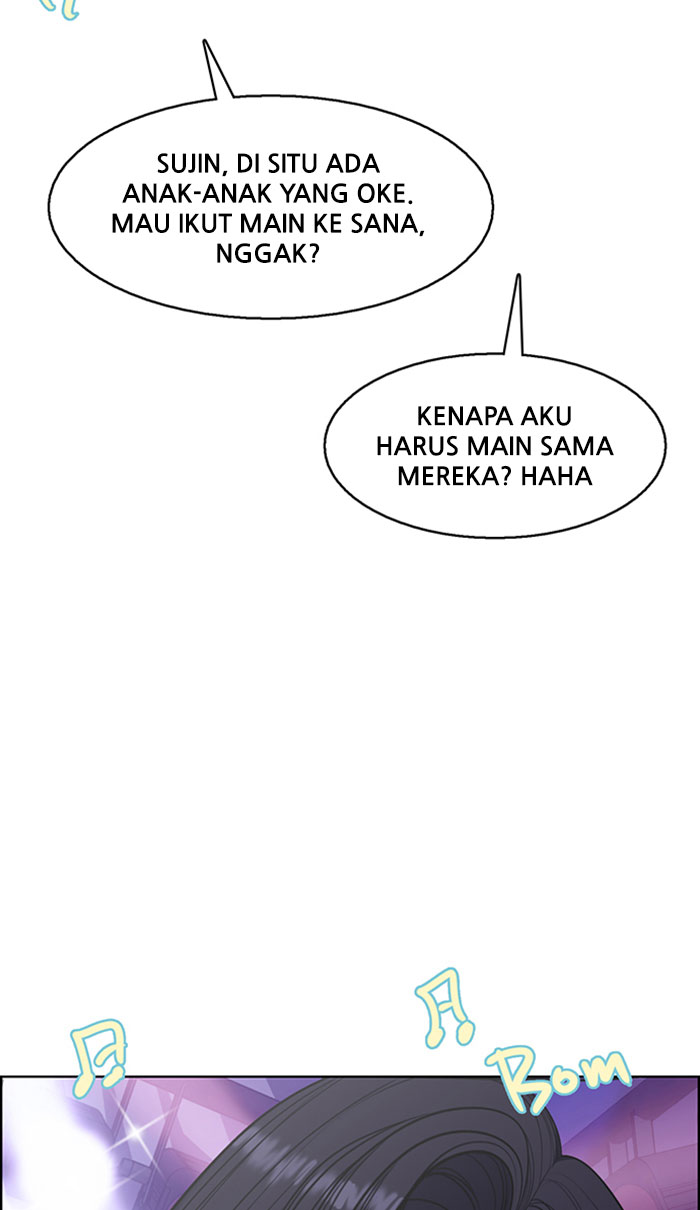 SUJIN, DI SITU ADA
ANAK-ANAK YANG OKE.
MAU IKUT MAIN KE SANA,
NGGAK?
KENAPA AKU
HARUS MAIN SAMA
MEREKA? HAHA
BOM